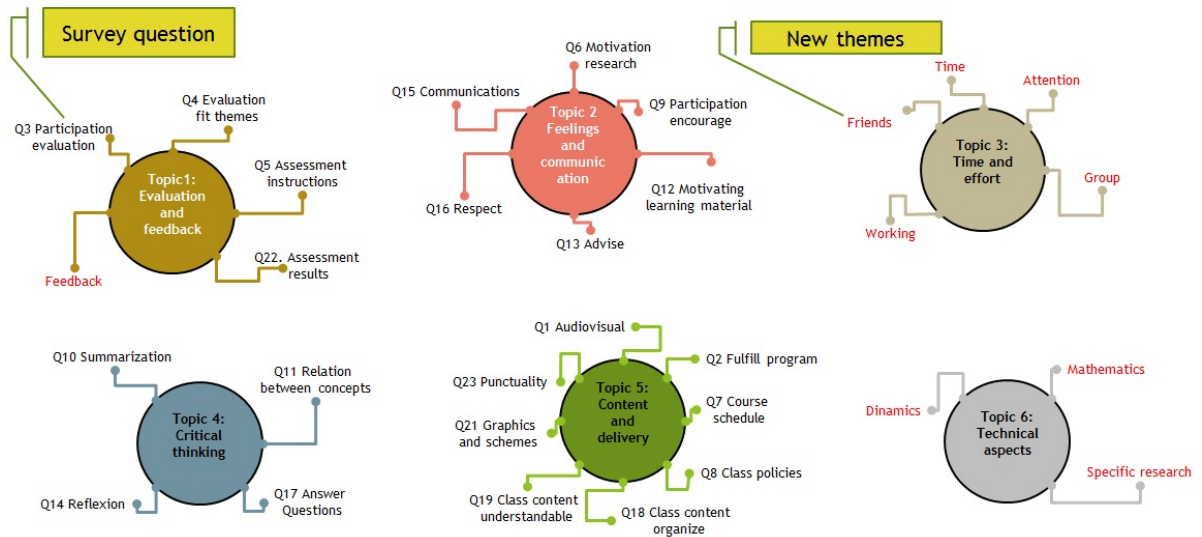 Survey question
New themes
Q3 Participation
evaluation
Q4 Evaluation
fit themes
Q5 Assessment
instructions
Q22. Assessment
results
Feedback
Topic1:
Evaluation
and
feedback
Q6 Motivation
research
Q15 Communications
Q9 Participation
encourage
Q12 Motivating
learning material
Q13 Advise
Q16 Respect
Topic 2
Feelings
and
communic
ation
Time
Attention
Friends
Group
Working
Topic 3:
Time and
effort
Q10 Summarization
Q11 Relation
between concepts
Q14 Reflexion
Q17 Answer
Questions
Topic 4:
Critical
thinking
Q1 Audiovisual
Q2 Fulfill program
Q23 Punctuality
Q7 Course
schedule
Q21 Graphics
and schemes
Q8 Class policies
Q19 Class content
understandable
Q18 Class content
organize
Topic 5:
Content
and
delivery
Mathematics
Dinamics
Specific research
Topic 6:
Technical
aspects